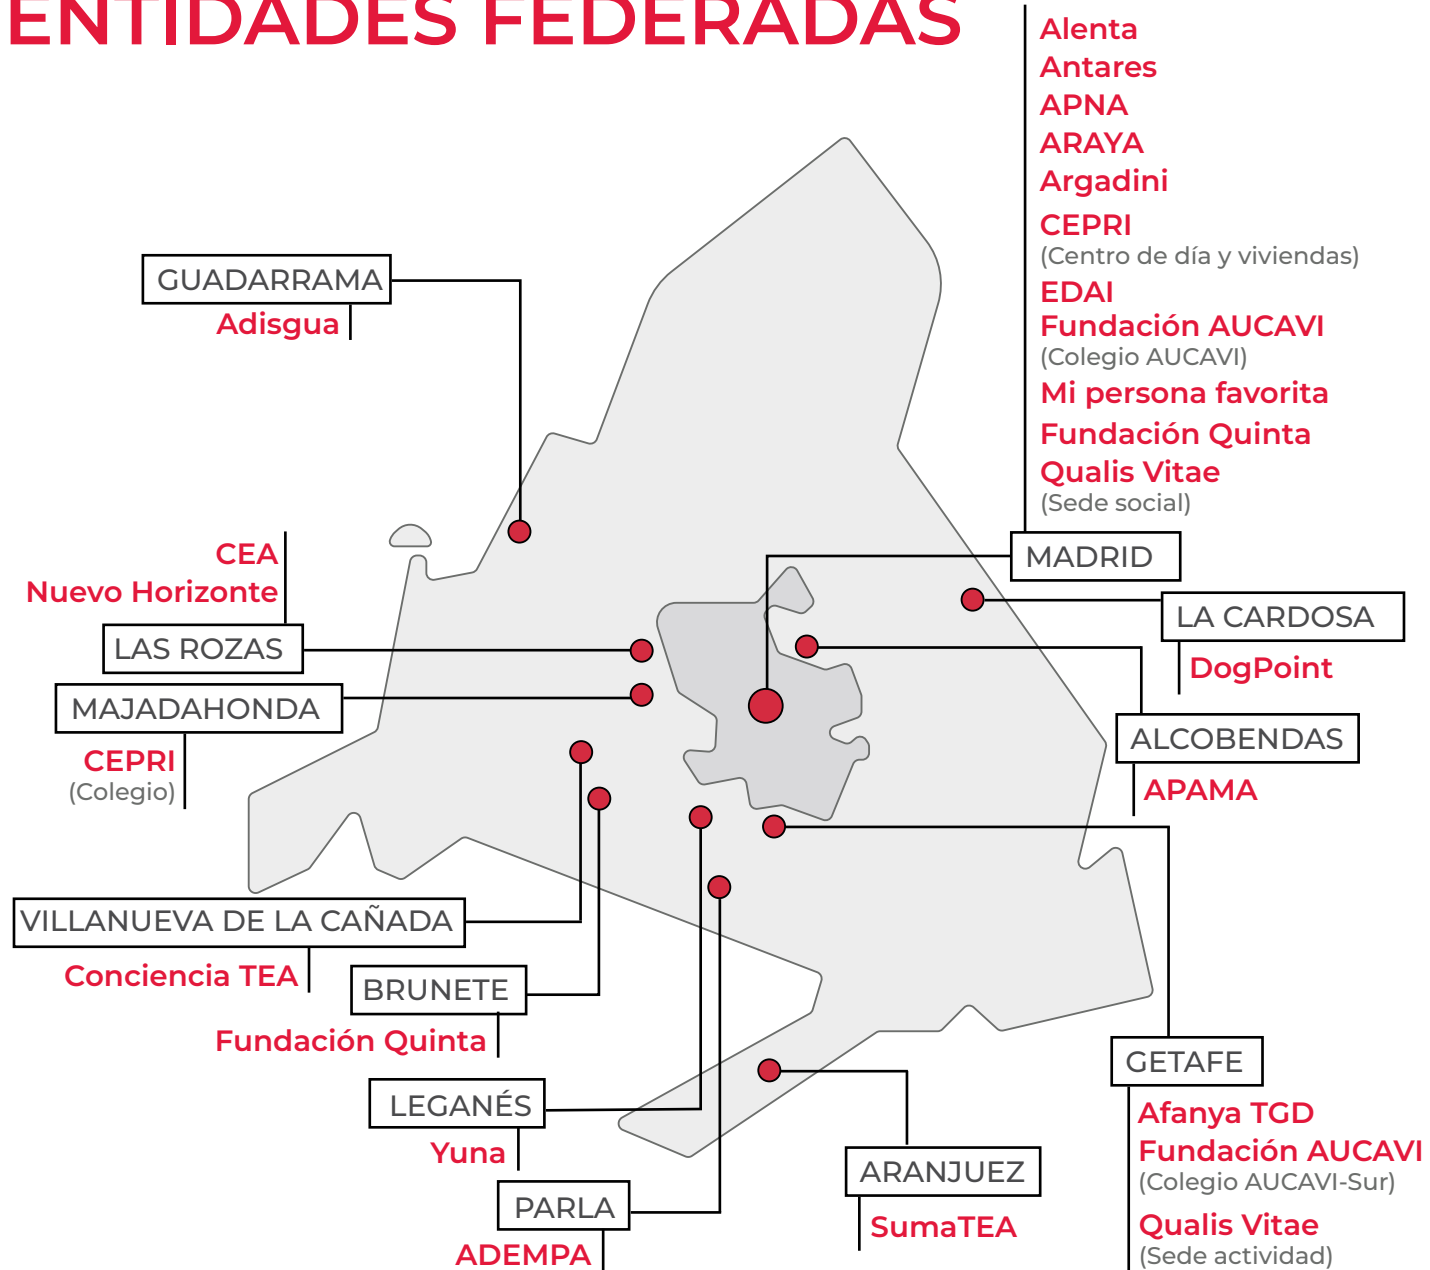 ENTIDADES FEDERADAS
Alenta
Antares
APNA
ARAYA
Argadini
CEPRI
(Centro de día y viviendas)
EDAI
Fundación AUCAVI
(Colegio AUCAVI)
Mi persona favorita
Fundación Quinta
Qualis Vitae
(Sede social)
MADRID
GUADARRAMA
Adisgua
CEA
Nuevo Horizonte
LAS ROZAS
MAJADAHONDA
CEPRI
(Colegio)
LA CARDOSA
DogPoint
ALCOBENDAS
APAMA
VILLANUEVA DE LA CAÑADA
Conciencia TEA
BRUNETE
Fundación Quinta
LEGANÉS
Yuna
PARLA
ADEMPA
ARANJUEZ
SumaTEA
GETAFE
Afanya TGD
Fundación AUCAVI
(Colegio AUCAVI-Sur)
Qualis Vitae
(Sede actividad)